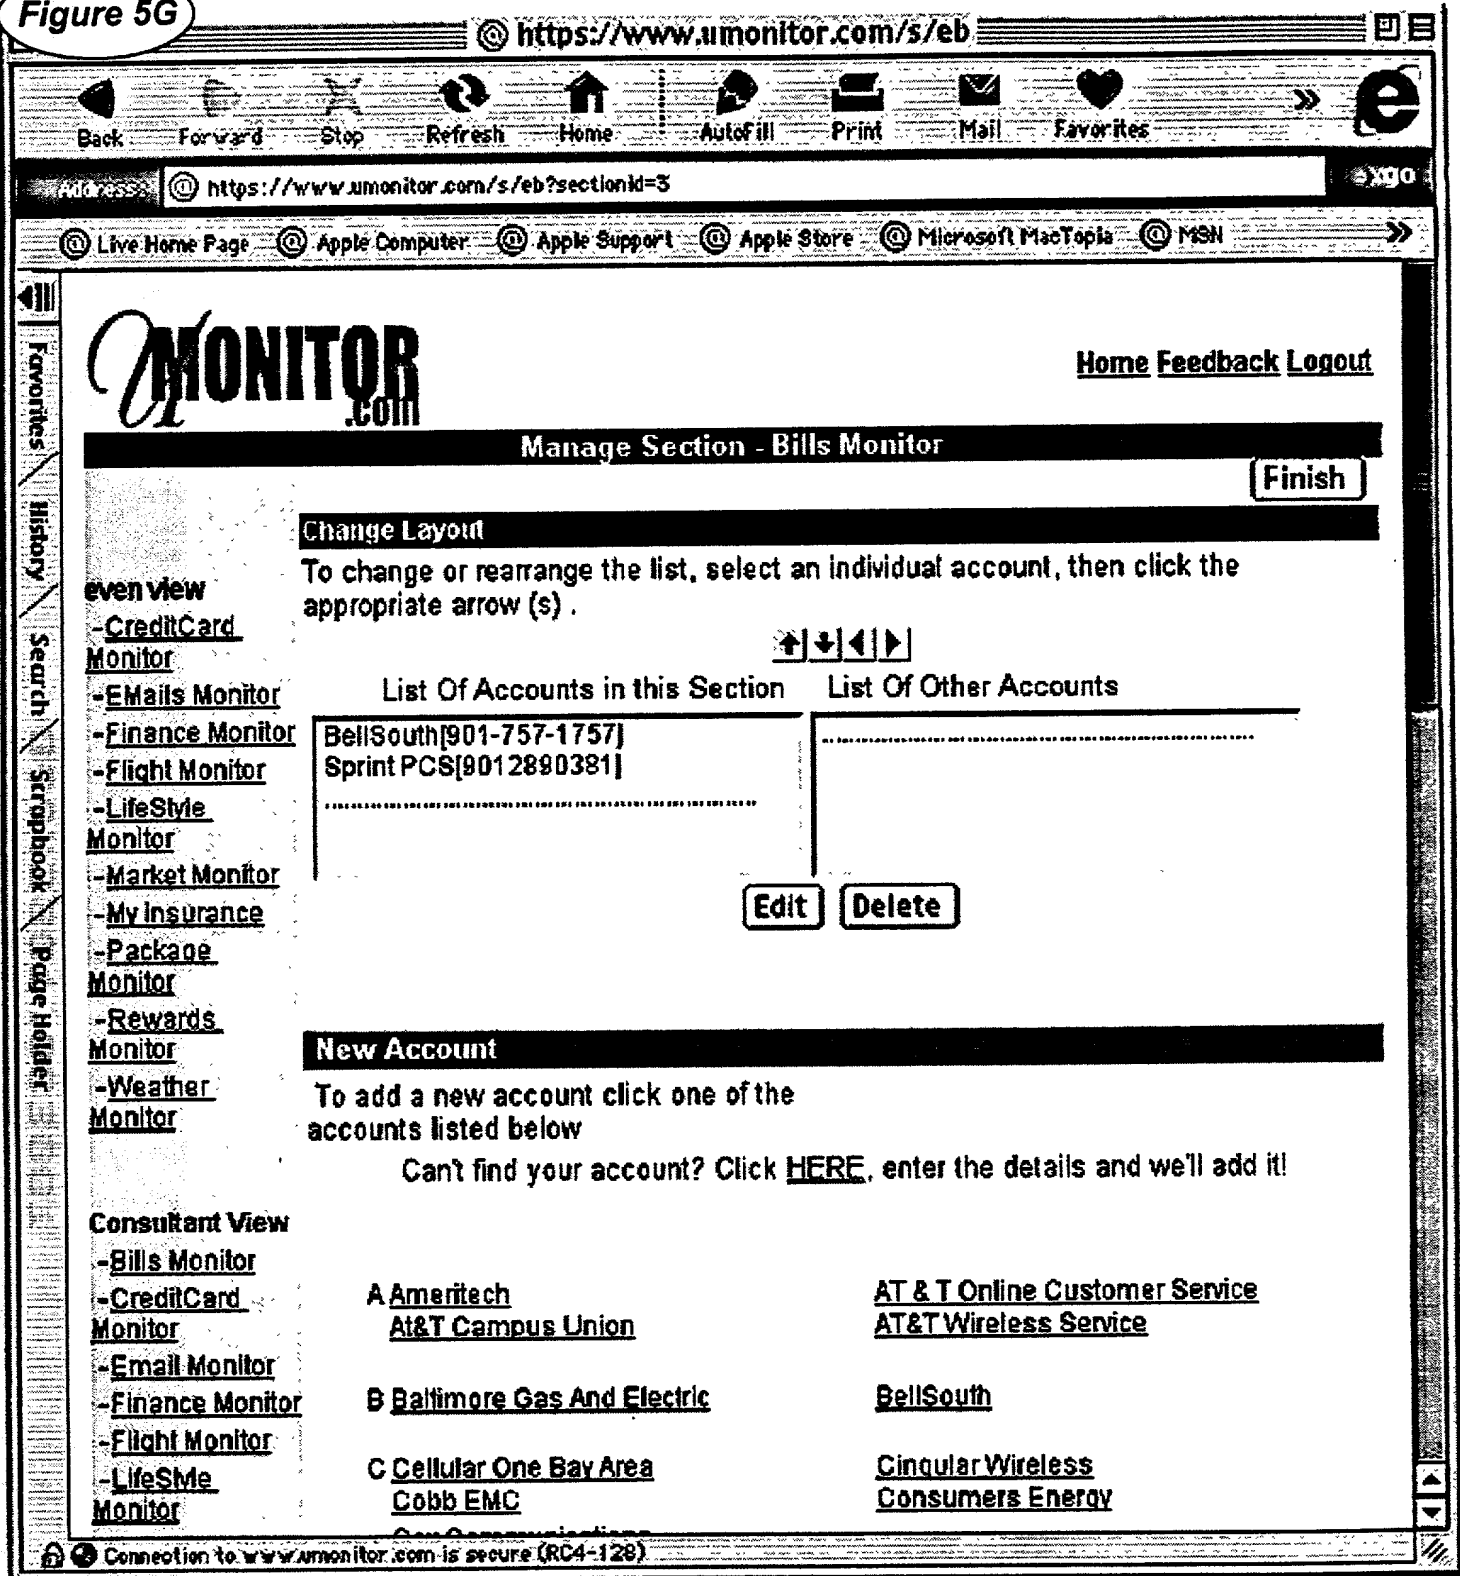 Figure 5G
https://www.umonitor.com/s/eb
Back Forward Stop Refresh Home AutoFill Print Mail Favorites »
Address: https://www.umonitor.com/s/eb?sectionId=3 go
Live Home Page Apple Computer Apple Support Apple Store Microsoft MacTopia MSN »
Favorites
History
Search
Scrapbook
Page Holder
UMONITOR
.com
Home Feedback Logout
Manage Section - Bills Monitor
Finish
even view
-CreditCard
Monitor
-EMails Monitor
-Finance Monitor
-Flight Monitor
-LifeStyle
Monitor
-Market Monitor
-My Insurance
-Package
Monitor
-Rewards
Monitor
-Weather
Monitor
Consultant View
-Bills Monitor
-CreditCard
Monitor
-Email Monitor
-Finance Monitor
-Flight Monitor
-LifeStyle
Monitor
Change Layout
To change or rearrange the list, select an individual account, then click the
appropriate arrow (s) .
List Of Accounts in this Section List Of Other Accounts
BellSouth[901-757-1757]
Sprint PCS[9012890381]
Edit Delete
New Account
To add a new account click one of the
accounts listed below
Can't find your account? Click HERE, enter the details and we'll add it!
A Ameritech AT & T Online Customer Service
At&T Campus Union AT&T Wireless Service
B Baltimore Gas And Electric BellSouth
C Cellular One Bay Area Cingular Wireless
Cobb EMC Consumers Energy
Cox Communications
Connection to www.umonitor.com is secure (RC4-128)